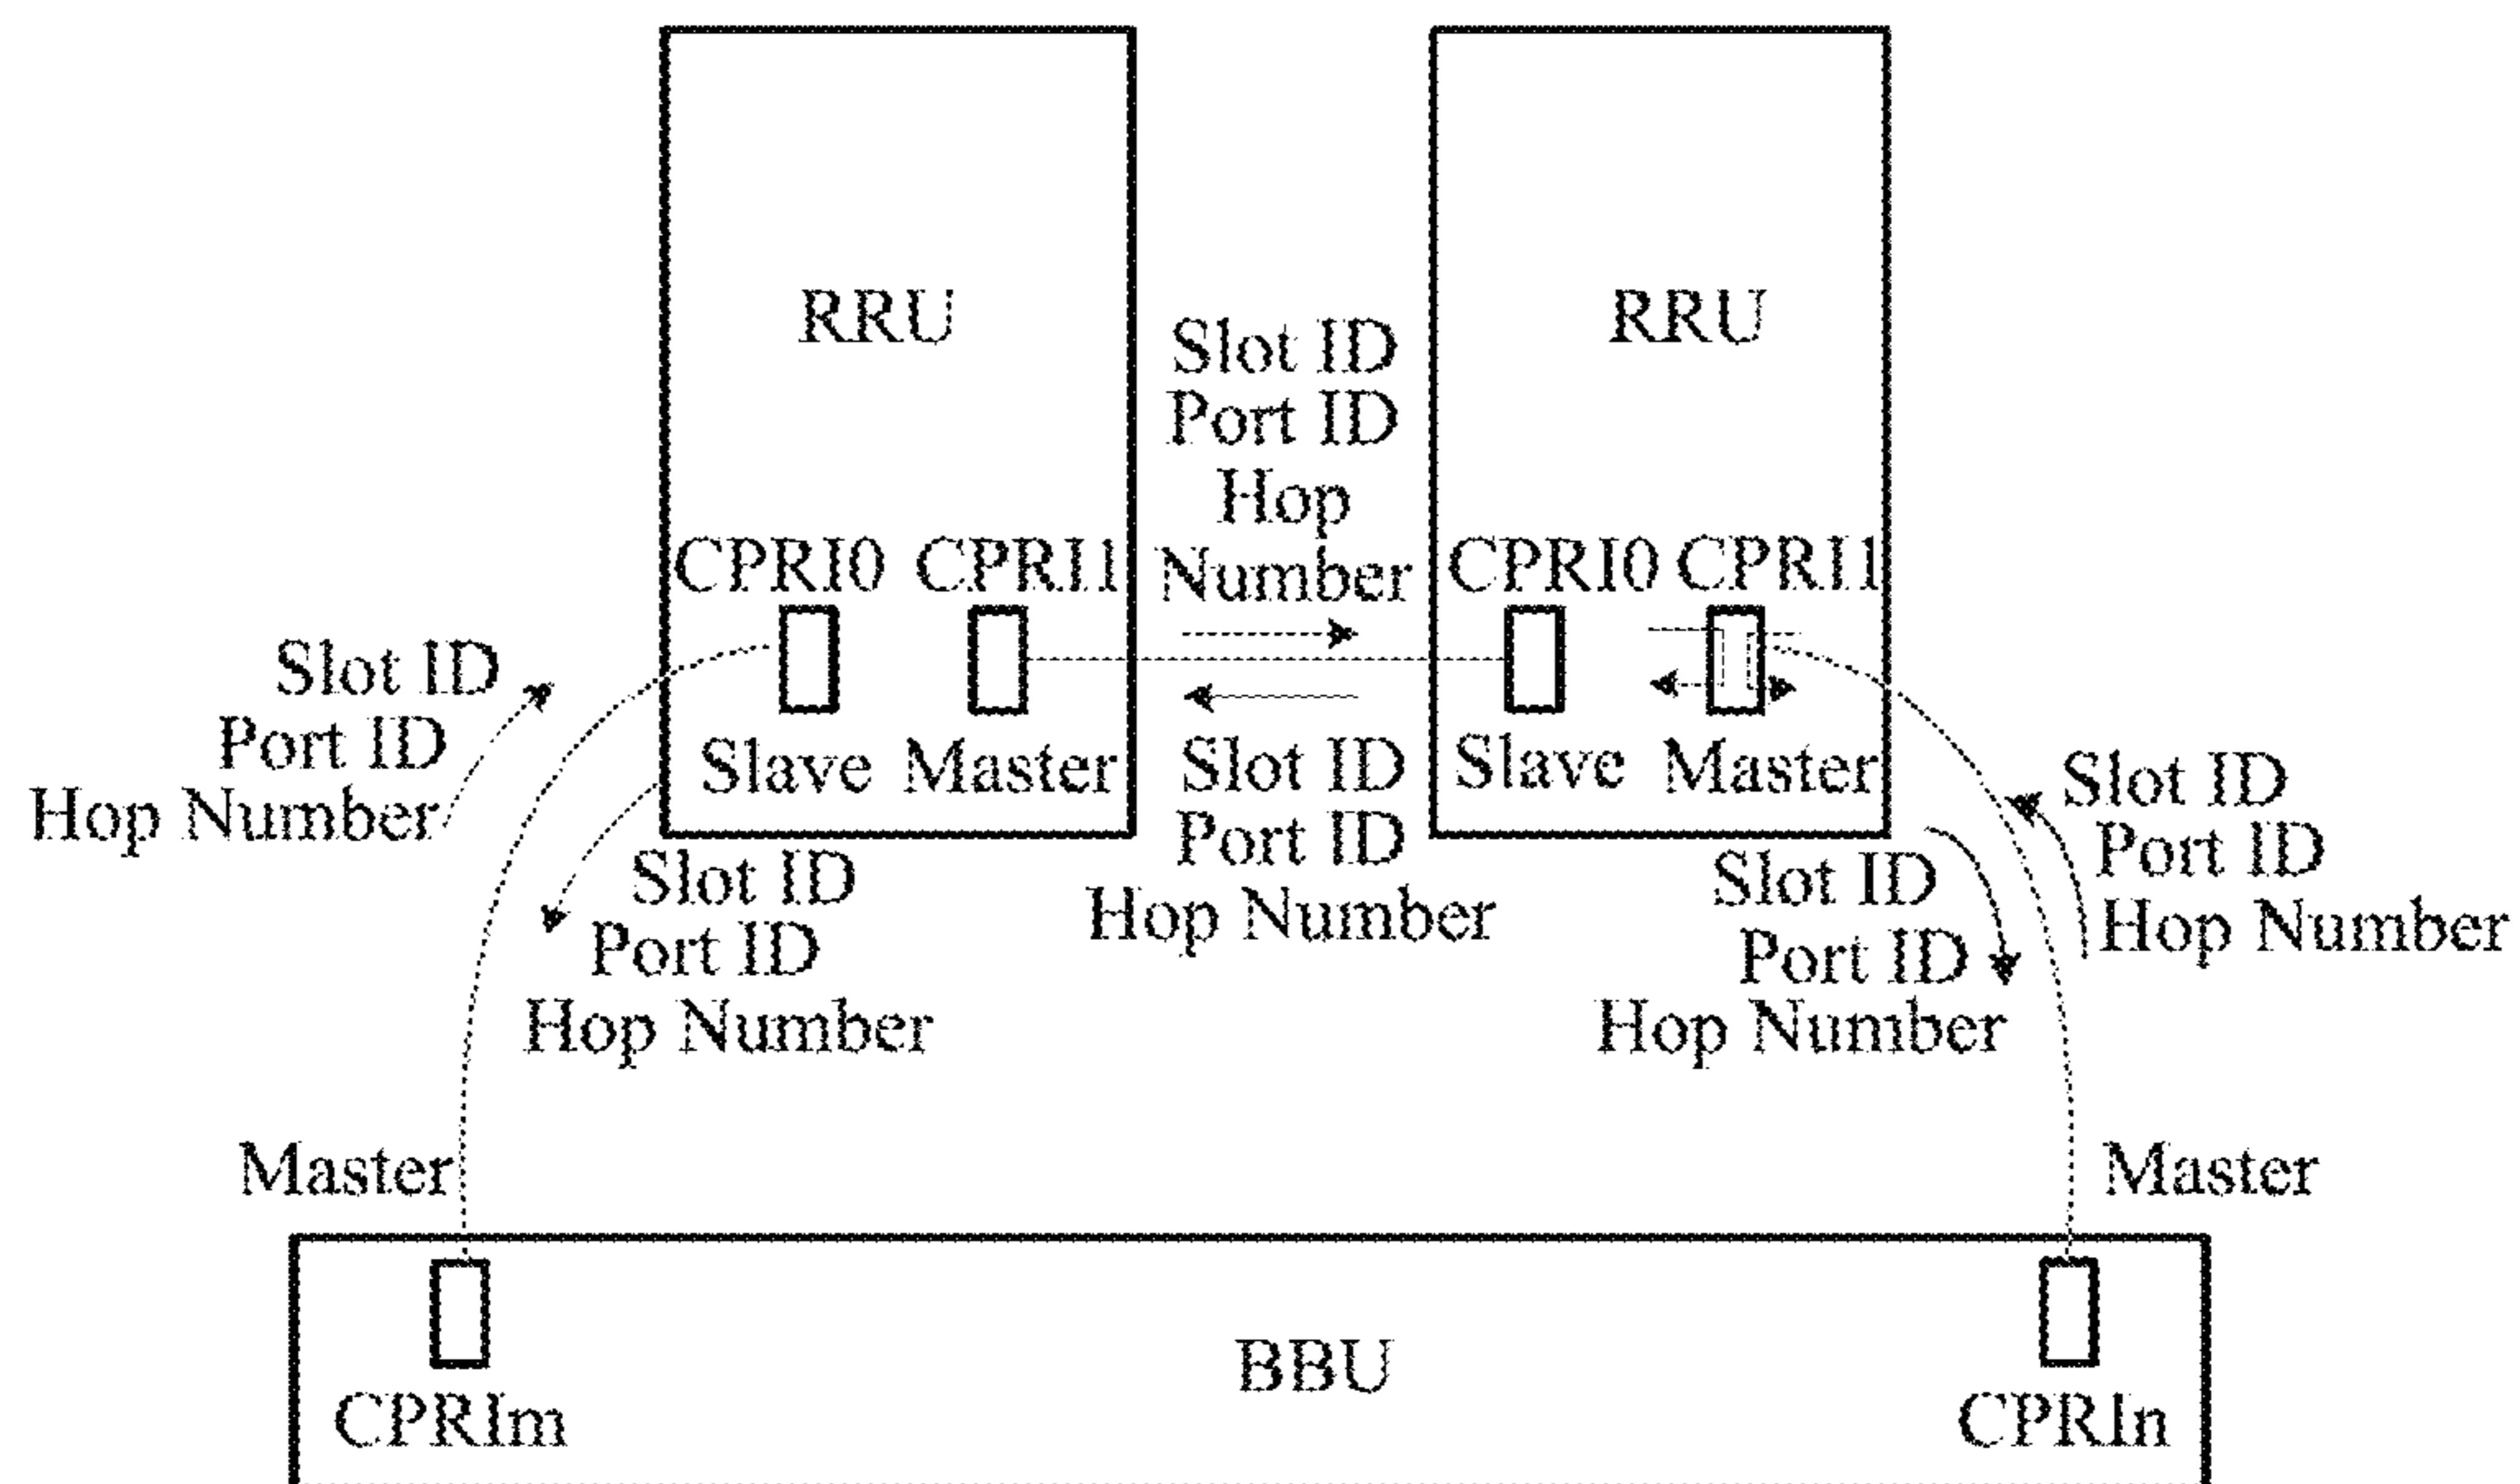 RRU
RRU
Slot ID
Port ID
Hop
Number
CPRI0 CPRI1
CPRI0 CPRI1
Slot ID
Port ID
Hop Number
Slave Master
Slot ID
Port ID
Hop Number
Slave Master
Slot ID
Port ID
Hop Number
Slot ID
Port ID
Hop Number
Slot ID
Port ID
Hop Number
Master
Master
BBU
CPRIm
CPRIn